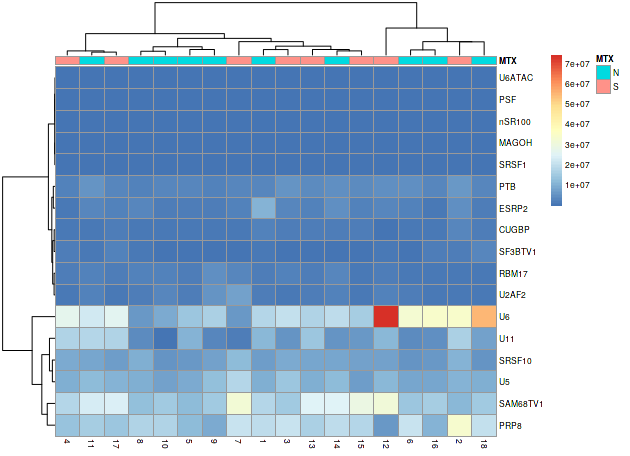 MTX
7e+07
6e+07
5e+07
4e+07
3e+07
2e+07
1e+07
MTX
N
S
U6ATAC
PSF
nSR100
MAGOH
SRSF1
PTB
ESRP2
CUGBP
SF3BTV1
RBM17
U2AF2
U6
U11
SRSF10
U5
SAM68TV1
PRP8
4 11 17 8 10 5 9 7 1 3 13 14 15 12 6 16 2 18